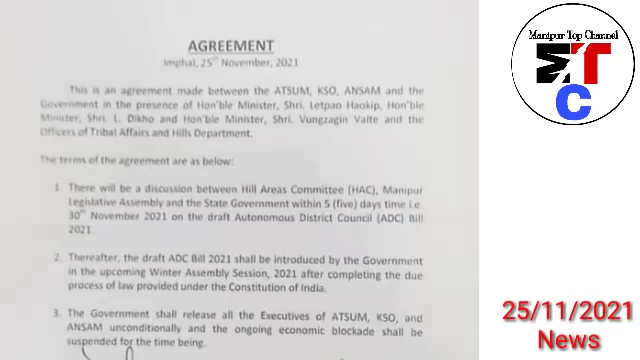 AGREEMENT
Imphal, 25th November, 2021
This is an agreement made between the ATSUM, KSO, ANSAM and the
Government in the presence of Hon'ble Minister, Shri. Letpao Haokip, Hon'ble
Minister, Shri. L. Dikho and Hon'ble Minister, Shri. Vungzagin Valte and the
Officers of Tribal Affairs and Hills Department.
The terms of the agreement are as below:
1. There will be a discussion between Hill Areas Committee (HAC), Manipur
Legislative Assembly and the State Government within 5 (five) days time i.e.
30th November 2021 on the draft Autonomous District Council (ADC) Bill
2021.
2. Thereafter, the draft ADC Bill 2021 shall be introduced by the Government
in the upcoming Winter Assembly Session, 2021 after completing the due
process of law provided under the Constitution of India.
3. The Government shall release all the Executives of ATSUM, KSO, and
ANSAM unconditionally and the ongoing economic blockade shall be
suspended for the time being.
Manipur Top Channel
MTC
25/11/2021
News